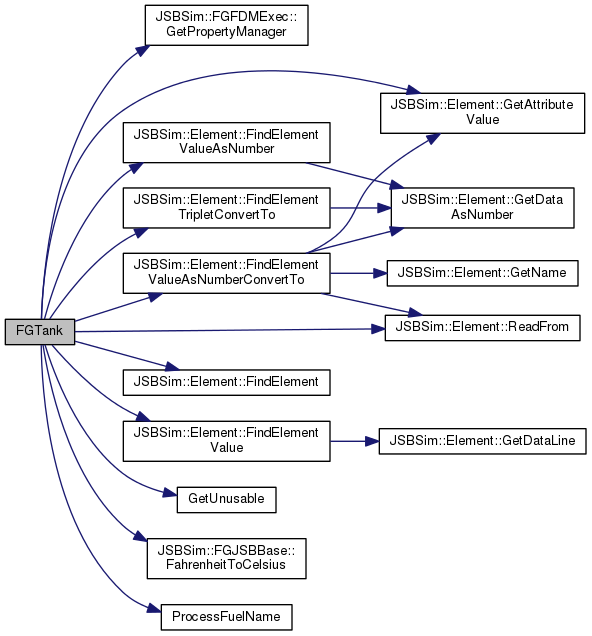 JSBSim::FGFDMExec::
GetPropertyManager
JSBSim::Element::GetAttribute
Value
JSBSim::Element::FindElement
ValueAsNumber
JSBSim::Element::FindElement
TripletConvertTo
JSBSim::Element::GetData
AsNumber
JSBSim::Element::FindElement
ValueAsNumberConvertTo
JSBSim::Element::GetName
FGTank
JSBSim::Element::ReadFrom
JSBSim::Element::FindElement
JSBSim::Element::FindElement
Value
JSBSim::Element::GetDataLine
GetUnusable
JSBSim::FGJSBBase::
FahrenheitToCelsius
ProcessFuelName